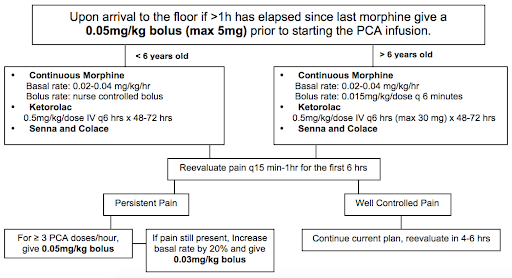 Upon arrival to the floor if >1h has elapsed since last morphine give a
0.05mg/kg bolus (max 5mg) prior to starting the PCA infusion.
< 6 years old
> 6 years old
• Continuous Morphine
Basal rate: 0.02-0.04 mg/kg/hr
Bolus rate: nurse controlled bolus
• Ketorolac
0.5mg/kg/dose IV q6 hrs x 48-72 hrs
• Senna and Colace
• Continuous Morphine
Basal rate: 0.02-0.04 mg/kg/hr
Bolus rate: 0.015mg/kg/dose q 6 minutes
• Ketorolac
0.5mg/kg/dose IV q6 hrs (max 30 mg) x 48-72 hrs
• Senna and Colace
Reevaluate pain q15 min-1hr for the first 6 hrs
Persistent Pain
Well Controlled Pain
For ≥ 3 PCA doses/hour,
give 0.05mg/kg bolus
If pain still present, Increase
basal rate by 20% and give
0.03mg/kg bolus
Continue current plan, reevaluate in 4-6 hrs